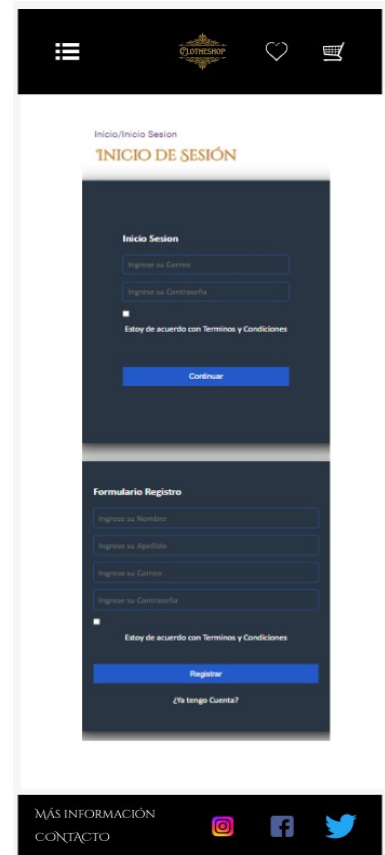 CLOTHESHOP
Inicio/Inicio Sesion
INICIO DE SESIÓN
Inicio Sesion
Ingrese su Correo
Ingrese su Contraseña
Estoy de acuerdo con Terminos y Condiciones
Continuar
Formulario Registro
Ingrese su Nombre
Ingrese su Apellido
Ingrese su Correo
Ingrese su Contraseña
Estoy de acuerdo con Terminos y Condiciones
Registrar
¿Ya tengo Cuenta?
MÁS INFORMACIÓN
CONTACTO